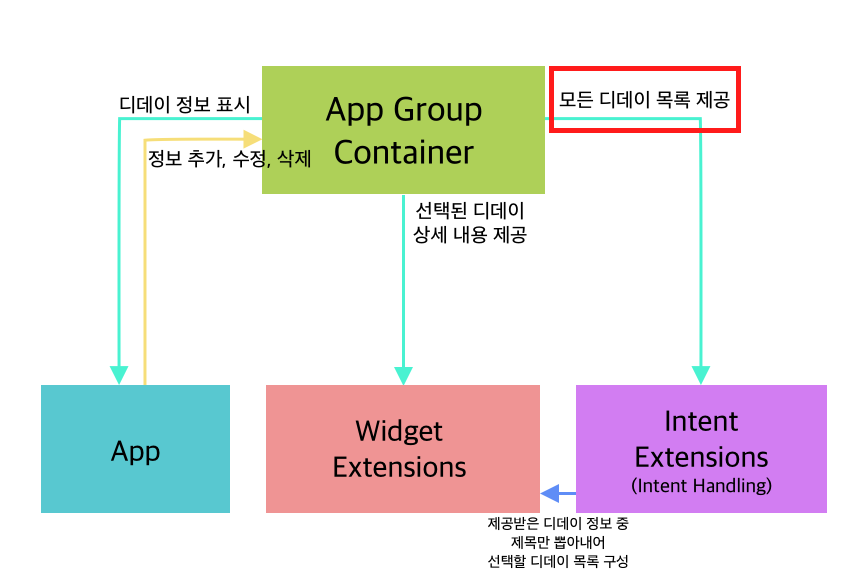 디데이 정보 표시
App Group
Container
모든 디데이 목록 제공
정보 추가, 수정, 삭제
선택된 디데이
상세 내용 제공
App
Widget
Extensions
Intent
Extensions
(Intent Handling)
제공받은 디데이 정보 중
제목만 뽑아내어
선택할 디데이 목록 구성